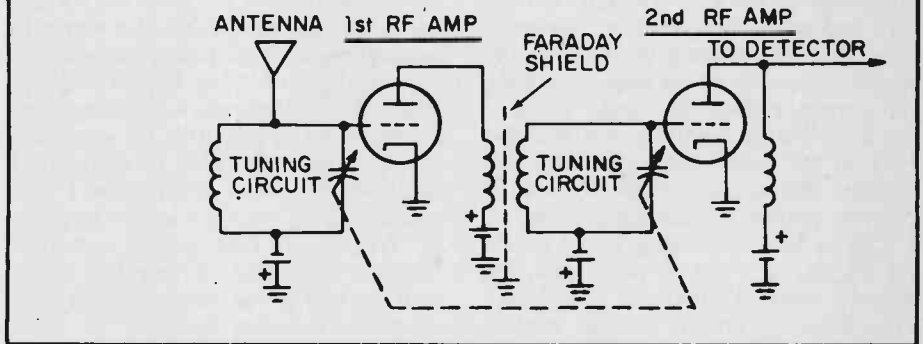 ANTENNA
1st RF AMP
FARADAY
SHIELD
2nd RF AMP
TO DETECTOR
TUNING
CIRCUIT
TUNING
CIRCUIT
+
+
+
+